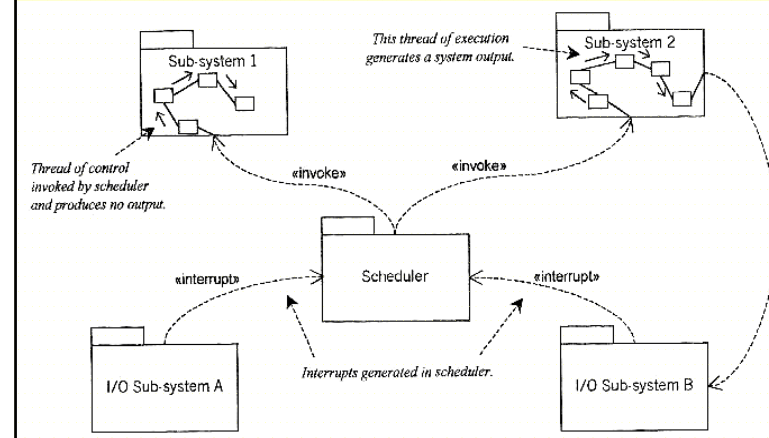 Sub-system 1
This thread of execution
generates a system output.
Sub-system 2
Thread of control
invoked by scheduler
and produces no output.
«invoke»
«invoke»
Scheduler
«interrupt»
«interrupt»
I/O Sub-system A
Interrupts generated in scheduler.
I/O Sub-system B